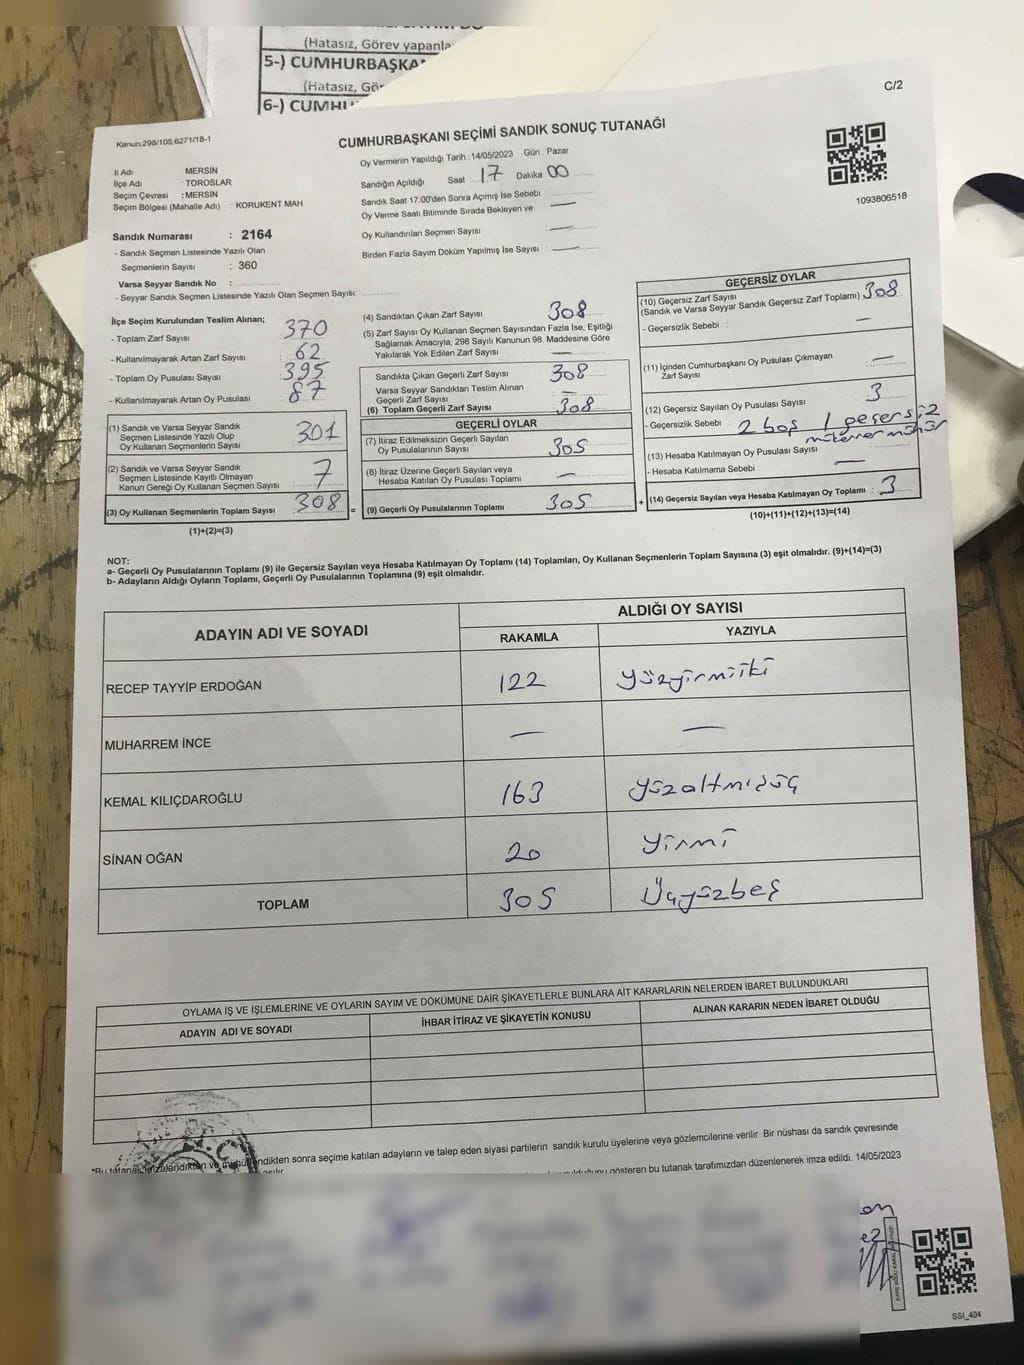 (Hatasız, Görev yapanla
5-) CUMHURBAŞKA
(Hatasız, Gö
6-) CUMHU
C/2
Kanun:298/105;6271/18-1
CUMHURBAŞKANI SEÇİMİ SANDIK SONUÇ TUTANAĞI
Oy Vermenin Yapıldığı Tarih : 14/05/2023 Gün : Pazar
İl Adı : MERSİN
İlçe Adı : TOROSLAR
Seçim Çevresi : MERSİN
Seçim Bölgesi (Mahalle Adı) : KORUKENT MAH
Sandığın Açıldığı Saat : 17 Dakika 00
Sandık Saat 17:00'den Sonra Açımış İse Sebebi : —
Oy Verme Saati Bitiminde Sırada Bekleyen ve
Oy Kullandırılan Seçmen Sayısı : —
Birden Fazla Sayım Döküm Yapılmış İse Sayısı : —
1093806518
Sandık Numarası : 2164
- Sandık Seçmen Listesinde Yazılı Olan
Seçmenlerin Sayısı : 360
Varsa Seyyar Sandık No :
- Seyyar Sandık Seçmen Listesinde Yazılı Olan Seçmen Sayısı:
İlçe Seçim Kurulundan Teslim Alınan;
- Toplam Zarf Sayısı : 370
- Kullanılmayarak Artan Zarf Sayısı : 62
- Toplam Oy Pusulası Sayısı : 395
- Kullanılmayarak Artan Oy Pusulası : 87
(1) Sandık ve Varsa Seyyar Sandık
Seçmen Listesinde Yazılı Olup
Oy Kullanan Seçmenlerin Sayısı : 301
(2) Sandık ve Varsa Seyyar Sandık
Seçmen Listesinde Kayıtlı Olmayan
Kanun Gereği Oy Kullanan Seçmen Sayısı : 7
(3) Oy Kullanan Seçmenlerin Toplam Sayısı : 308 =
(1)+(2)=(3)
(4) Sandıktan Çıkan Zarf Sayısı : 308
(5) Zarf Sayısı Oy Kullanan Seçmen Sayısından Fazla İse, Eşitliği
Sağlamak Amacıyla; 298 Sayılı Kanunun 98. Maddesine Göre
Yakılarak Yok Edilen Zarf Sayısı : —
Sandıkta Çıkan Geçerli Zarf Sayısı : 308
Varsa Seyyar Sandıktan Teslim Alınan
Geçerli Zarf Sayısı : —
(6) Toplam Geçerli Zarf Sayısı : 308
GEÇERLİ OYLAR
(7) İtiraz Edilmeksizin Geçerli Sayılan
Oy Pusulalarının Sayısı : 305
(8) İtiraz Üzerine Geçerli Sayılan veya
Hesaba Katılan Oy Pusulası Toplamı : —
(9) Geçerli Oy Pusulalarının Toplamı : 305 +
GEÇERSİZ OYLAR
(10) Geçersiz Zarf Sayısı
(Sandık ve Varsa Seyyar Sandık Geçersiz Zarf Toplamı) : 308
- Geçersizlik Sebebi : —
(11) İçinden Cumhurbaşkanı Oy Pusulası Çıkmayan
Zarf Sayısı : —
(12) Geçersiz Sayılan Oy Pusulası Sayısı : 3
- Geçersizlik Sebebi : 2 boş 1 geçersiz
mükerrer mühür
(13) Hesaba Katılmayan Oy Pusulası Sayısı :
- Hesaba Katılmama Sebebi : —
(14) Geçersiz Sayılan veya Hesaba Katılmayan Oy Toplamı : 3
(10)+(11)+(12)+(13)=(14)
NOT:
a- Geçerli Oy Pusulalarının Toplamı (9) ile Geçersiz Sayılan veya Hesaba Katılmayan Oy Toplamı (14) Toplamları, Oy Kullanan Seçmenlerin Toplam Sayısına (3) eşit olmalıdır. (9)+(14)=(3)
b- Adayların Aldığı Oyların Toplamı, Geçerli Oy Pusulalarının Toplamına (9) eşit olmalıdır.
ADAYIN ADI VE SOYADI
ALDIĞI OY SAYISI
RAKAMLA YAZIYLA
RECEP TAYYİP ERDOĞAN 122 yüzyirmiiki
MUHARREM İNCE — —
KEMAL KILIÇDAROĞLU 163 yüzaltmışüç
SİNAN OĞAN 20 yirmi
TOPLAM 305 Üçyüzbeş
OYLAMA İŞ VE İŞLEMLERİNE VE OYLARIN SAYIM VE DÖKÜMÜNE DAİR ŞİKAYETLERLE BUNLARA AİT KARARLARIN NELERDEN İBARET BULUNDUKLARI
ADAYIN ADI VE SOYADI İHBAR İTİRAZ VE ŞİKAYETİN KONUSU ALINAN KARARIN NEDEN İBARET OLDUĞU
*Bu tutanak imzalandıktan ve mühürlendikten sonra seçime katılan adayların ve talep eden siyasi partilerin sandık kurulu üyelerine veya gözlemcilerine verilir Bir nüshası da sandık çevresinde
gösteren bu tutanak tarafımızdan düzenlenerek imza edildi. 14/05/2023
SSI_404